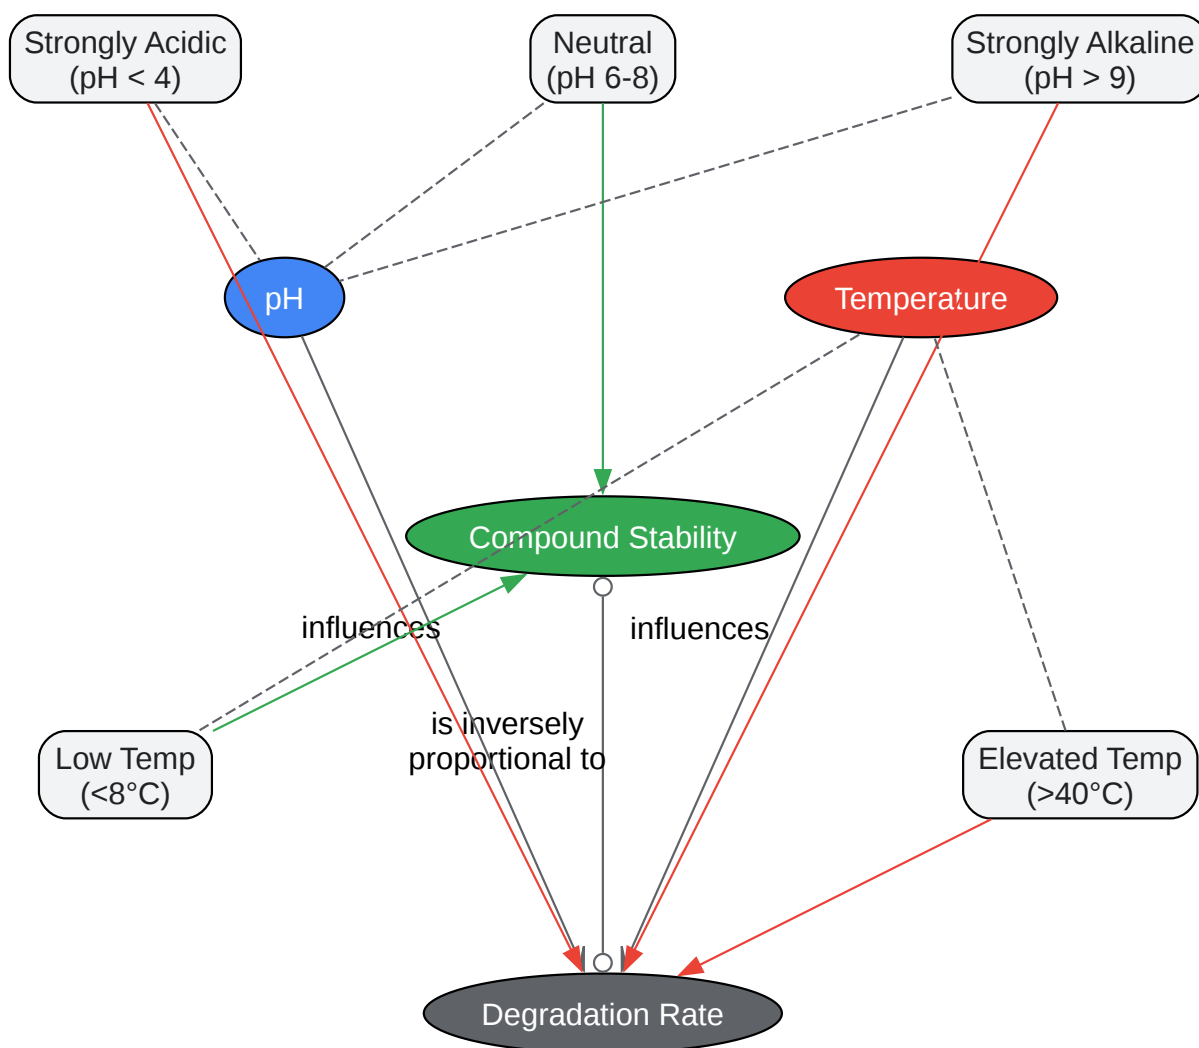 Strongly Acidic
(pH < 4)
Neutral
(pH 6-8)
Strongly Alkaline
(pH > 9)
pH
Temperature
Compound Stability
influences
influences
is inversely
proportional to
Low Temp
(<8°C)
Elevated Temp
(>40°C)
Degradation Rate